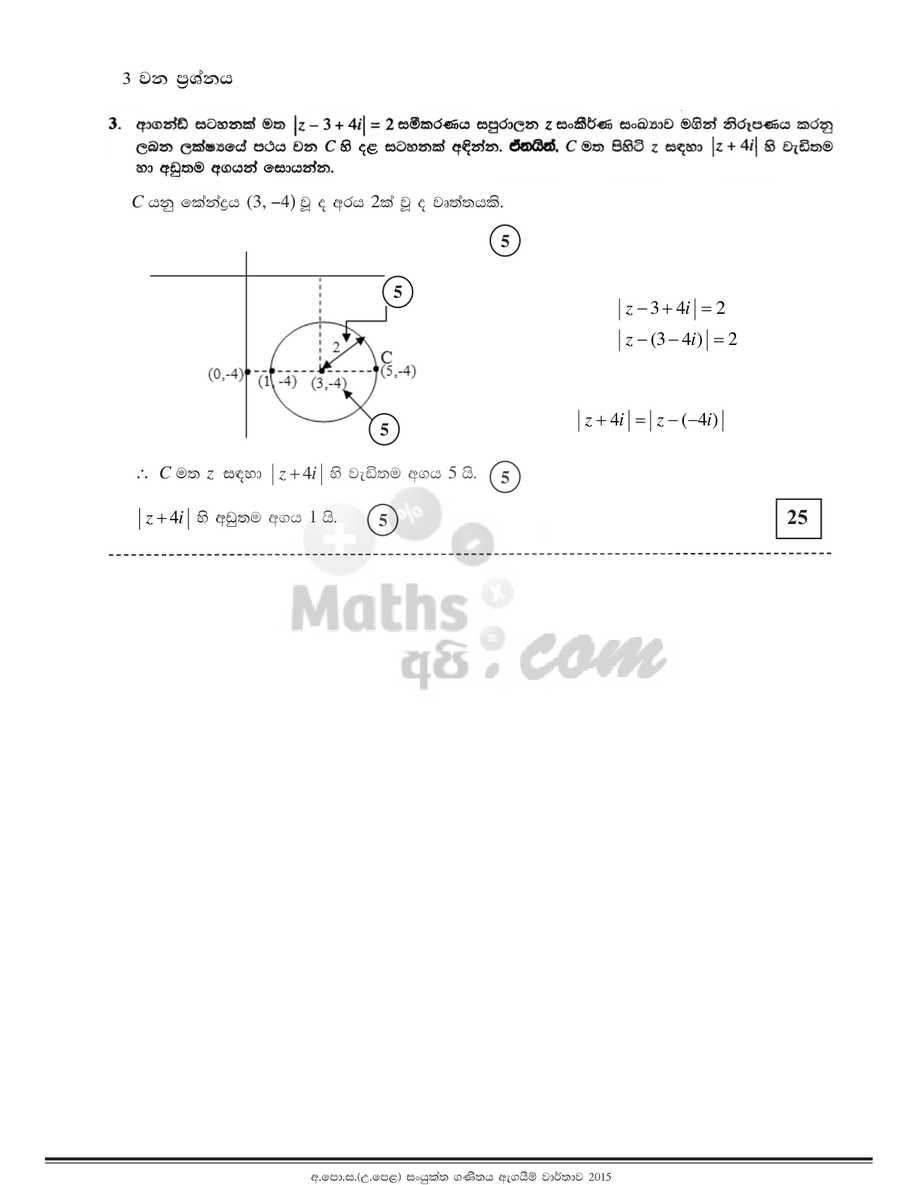 3 වන ප්‍රශ්නය
3. ආගන්ඩ් සටහනක් මත |z – 3 + 4i| = 2 සමීකරණය සපුරාලන z සංකීර්ණ සංඛ්‍යාව මගින් නිරූපණය කරනු
ලබන ලක්ෂ්‍යයේ පථය වන C හි දළ සටහනක් අඳින්න. ඒනයින්, C මත පිහිටි z සඳහා |z + 4i| හි වැඩිතම
හා අඩුතම අගයන් සොයන්න.
C යනු කේන්ද්‍රය (3, –4) වූ ද අරය 2ක් වූ ද වෘත්තයකි.
5
5
|z – 3 + 4i| = 2
|z – (3 – 4i)| = 2
2
C
(0,-4) (1, -4) (3,-4) (5,-4)
5
|z + 4i| = |z – (–4i)|
∴ C මත z සඳහා |z + 4i| හි වැඩිතම අගය 5 යි. 5
|z + 4i| හි අඩුතම අගය 1 යි. 5
25
Maths
අපි.com
අ.පො.ස.(උ.පෙළ) සංයුක්ත ගණිතය ඇගයීම් වාර්තාව 2015